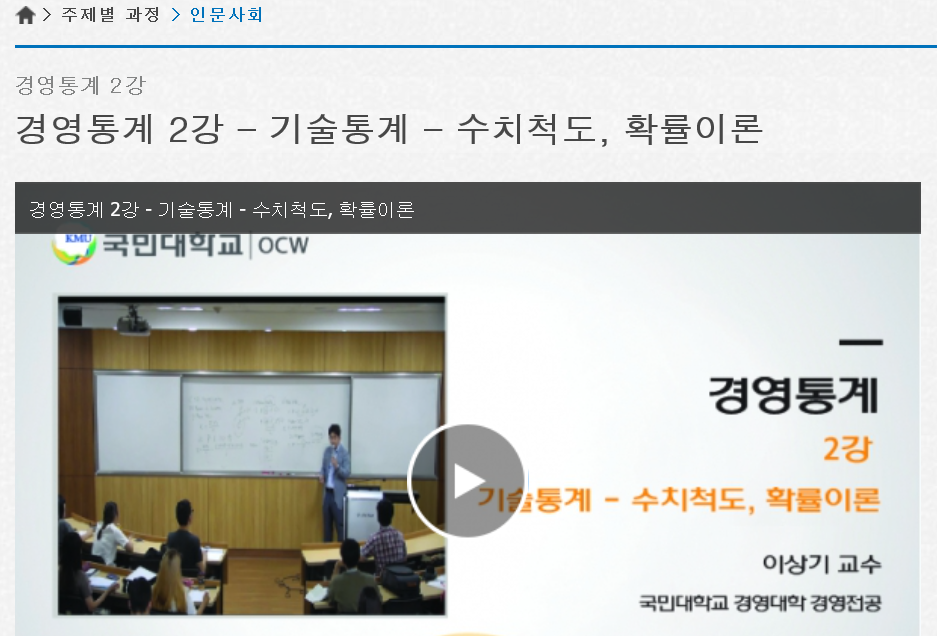 > 주제별 과정 > 인문사회
경영통계 2강
경영통계 2강 – 기술통계 – 수치척도, 확률이론
경영통계 2강 - 기술통계 - 수치척도, 확률이론
KMU 국민대학교 | OCW
경영통계
2강
기술통계 - 수치척도, 확률이론
이상기 교수
국민대학교 경영대학 경영전공